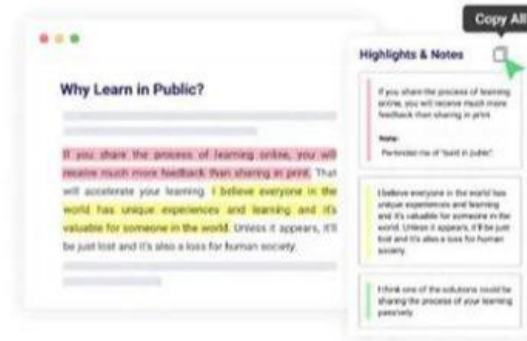 Copy All
Highlights & Notes
Why Learn in Public?
If you share the process of learning online, you will
receive much more feedback than sharing in print. That
will accelerate your learning. I believe everyone in the
world has unique experiences and learning and it's
valuable for someone in the world. Unless it appears, it'll
be just lost and it's also a loss for human society.
If you share the process of learning
online, you will receive much more
feedback than sharing in print
Note:
Reminded me of "build in public".
I believe everyone in the world has
unique experiences and learning
and it's valuable for someone in the
world. Unless it appears, it'll be just
lost and it's also a loss for human
society.
I think one of the solutions could be
sharing the process of your learning
passively.